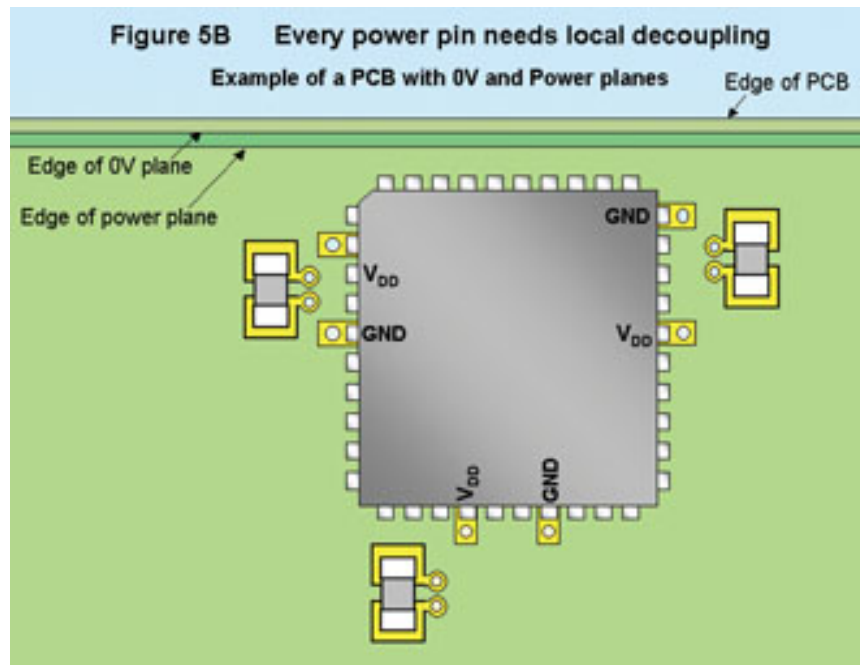 Figure 5B Every power pin needs local decoupling
Example of a PCB with 0V and Power planes
Edge of PCB
Edge of 0V plane
Edge of power plane
GND
VDD
GND
VDD
VDD
GND